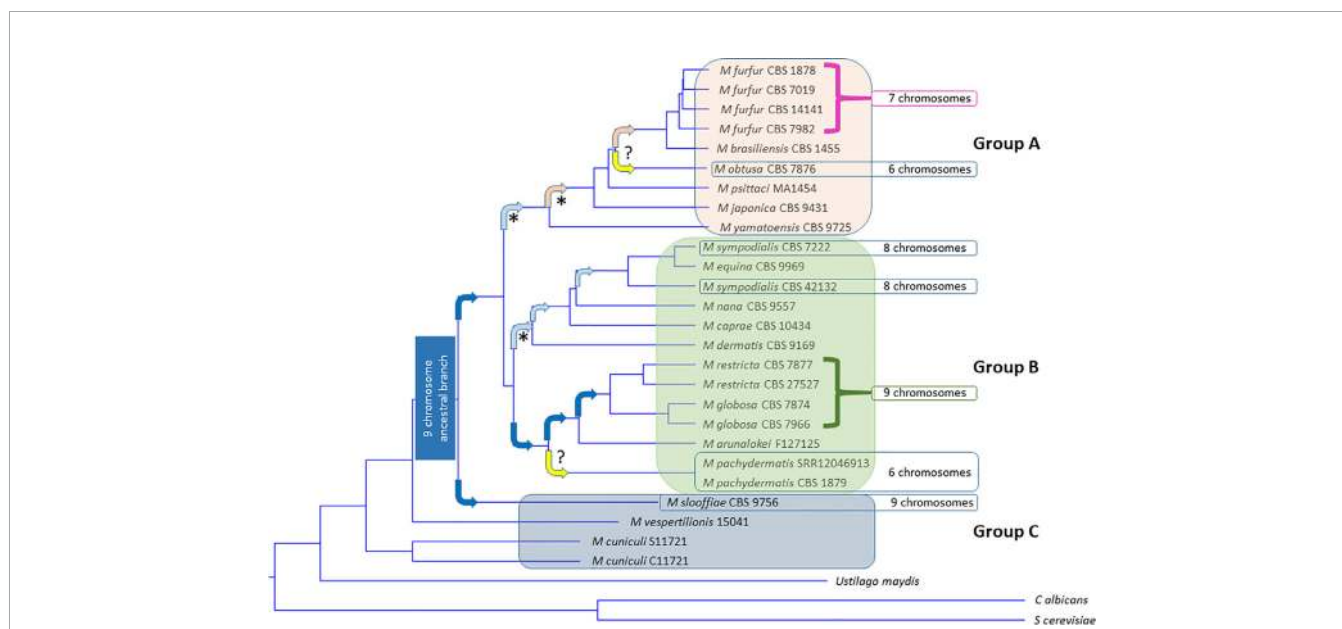 M furfur CBS 1878
M furfur CBS 7019
7 chromosomes
M furfur CBS 14141
M furfur CBS 7982
Group A
?
M brasiliensis CBS 1455
M obtusa CBS 7876
6 chromosomes
M psittaci MA1454
*
M japonica CBS 9431
*
M yamatoensis CBS 9725
M sympodialis CBS 7222
8 chromosomes
M equina CBS 9969
M sympodialis CBS 42132
8 chromosomes
M nana CBS 9557
M caprae CBS 10434
*
M dermatis CBS 9169
M restricta CBS 7877
Group B
9 chromosome
ancestral branch
M restricta CBS 27527
9 chromosomes
M globosa CBS 7874
M globosa CBS 7966
M arunalokei F127125
?
M pachydermatis SRR12046913
6 chromosomes
M pachydermatis CBS 1879
M slooffiae CBS 9756
9 chromosomes
M vespertilionis 15041
Group C
M cuniculi S11721
M cuniculi C11721
Ustilago maydis
C albicans
S cerevisiae